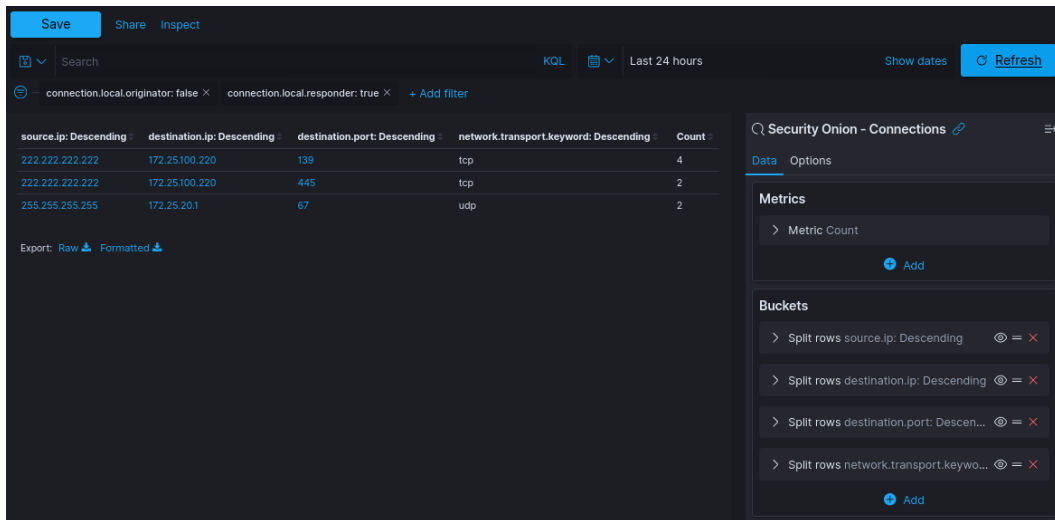 Save Share Inspect
Search KQL Last 24 hours Show dates Refresh
connection.local.originator: false × connection.local.responder: true × + Add filter
source.ip: Descending destination.ip: Descending destination.port: Descending network.transport.keyword: Descending Count
222.222.222.222 172.25.100.220 139 tcp 4
222.222.222.222 172.25.100.220 445 tcp 2
255.255.255.255 172.25.20.1 67 udp 2
Export: Raw Formatted
Security Onion - Connections
Data Options
Metrics
Metric Count
Add
Buckets
Split rows source.ip: Descending
Split rows destination.ip: Descending
Split rows destination.port: Descen...
Split rows network.transport.keywo...
Add